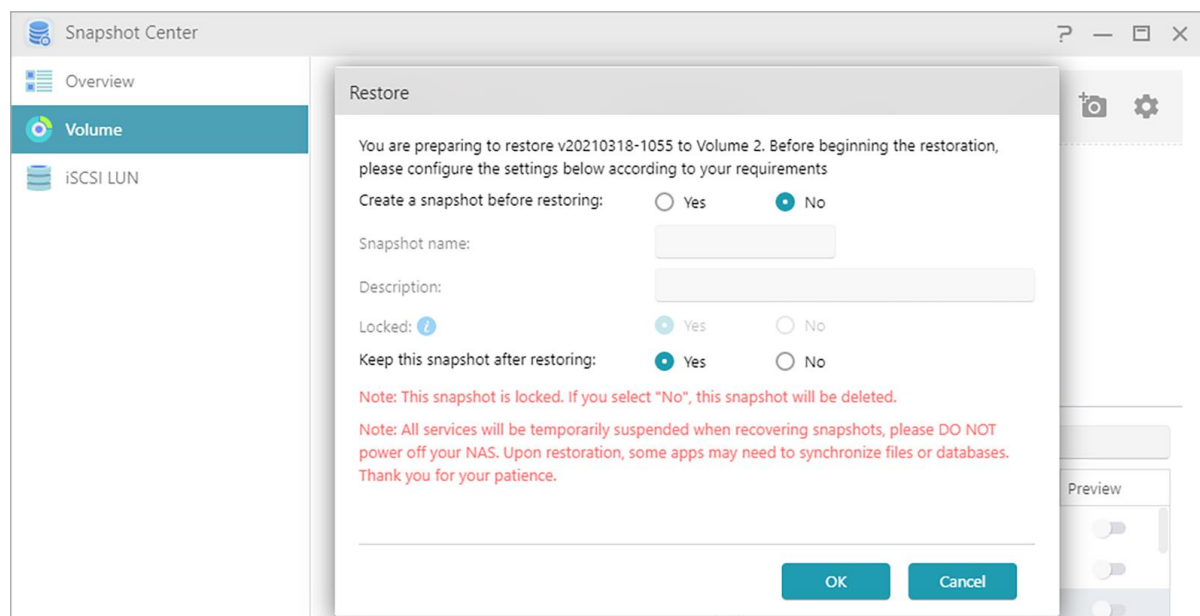 Snapshot Center
Overview
Volume
iSCSI LUN
Restore
You are preparing to restore v20210318-1055 to Volume 2. Before beginning the restoration,
please configure the settings below according to your requirements
Create a snapshot before restoring: Yes No
Snapshot name:
Description:
Locked: Yes No
Keep this snapshot after restoring: Yes No
Note: This snapshot is locked. If you select "No", this snapshot will be deleted.
Note: All services will be temporarily suspended when recovering snapshots, please DO NOT
power off your NAS. Upon restoration, some apps may need to synchronize files or databases.
Thank you for your patience.
Preview
OK Cancel